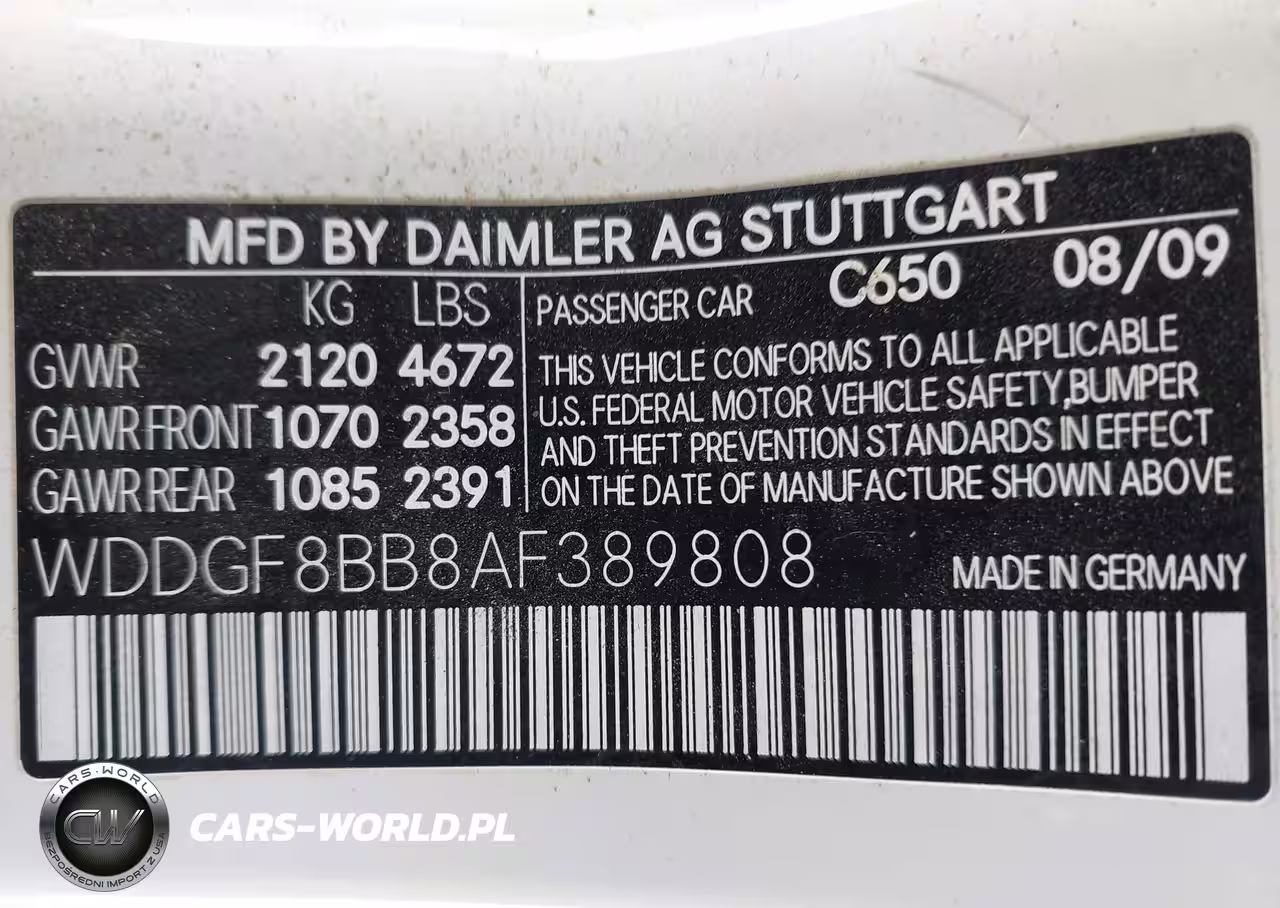 MFD BY DAIMLER AG STUTTGART
KG LBS
GVWR 2120 4672
GAWR FRONT 1070 2358
GAWR REAR 1085 2391
PASSENGER CAR C650 08/09
THIS VEHICLE CONFORMS TO ALL APPLICABLE
U.S. FEDERAL MOTOR VEHICLE SAFETY,BUMPER
AND THEFT PREVENTION STANDARDS IN EFFECT
ON THE DATE OF MANUFACTURE SHOWN ABOVE
WDDGF8BB8AF389808
MADE IN GERMANY
CARS-WORLD
CW
BEZPOŚREDNI IMPORT Z USA
CARS-WORLD.PL